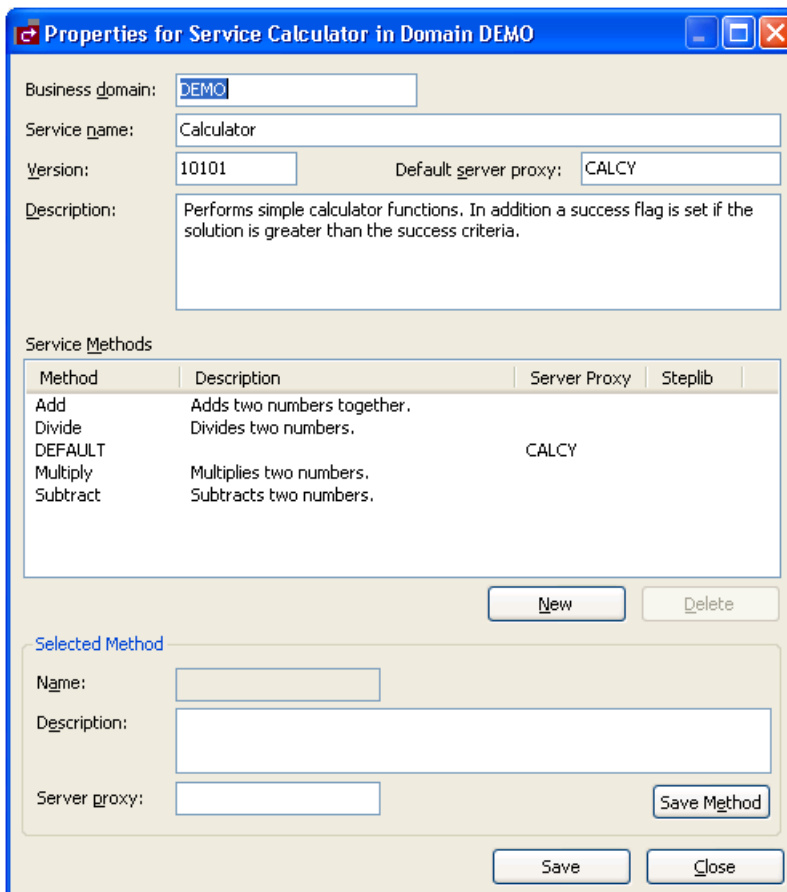 Properties for Service Calculator in Domain DEMO
Business domain: DEMO
Service name: Calculator
Version: 10101 Default server proxy: CALCY
Description: Performs simple calculator functions. In addition a success flag is set if the
solution is greater than the success criteria.
Service Methods
Method Description Server Proxy Steplib
Add Adds two numbers together.
Divide Divides two numbers.
DEFAULT CALCY
Multiply Multiplies two numbers.
Subtract Subtracts two numbers.
New Delete
Selected Method
Name:
Description:
Server proxy: Save Method
Save Close